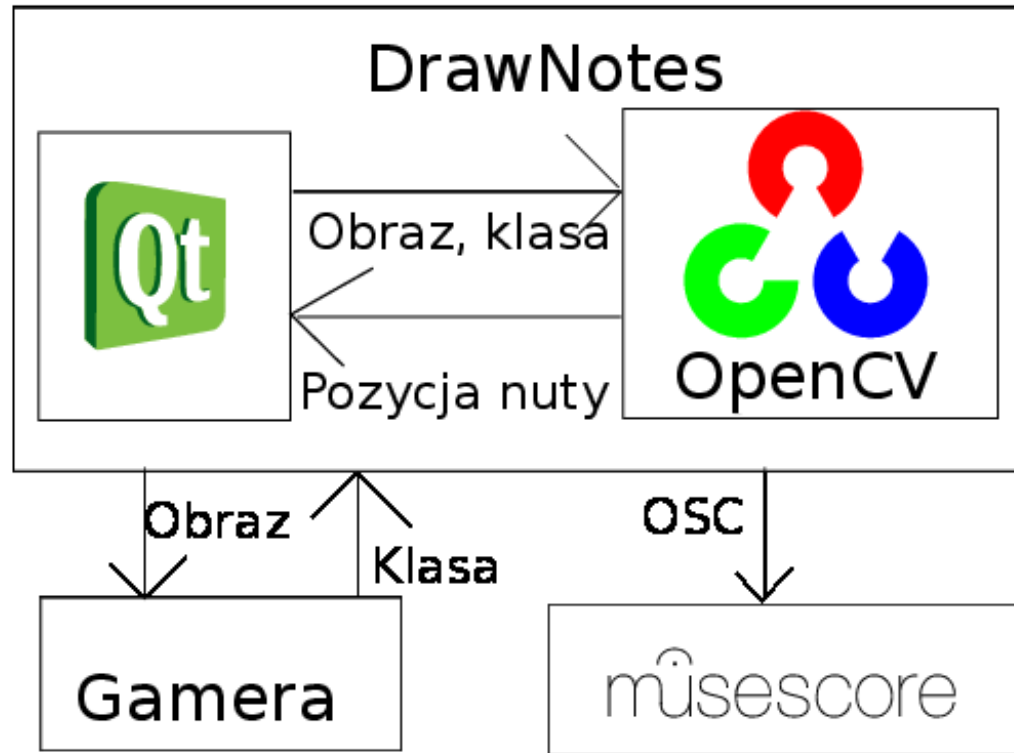 DrawNotes
Qt
Obraz, klasa
Pozycja nuty
OpenCV
Obraz
Klasa
OSC
Gamera
musescore